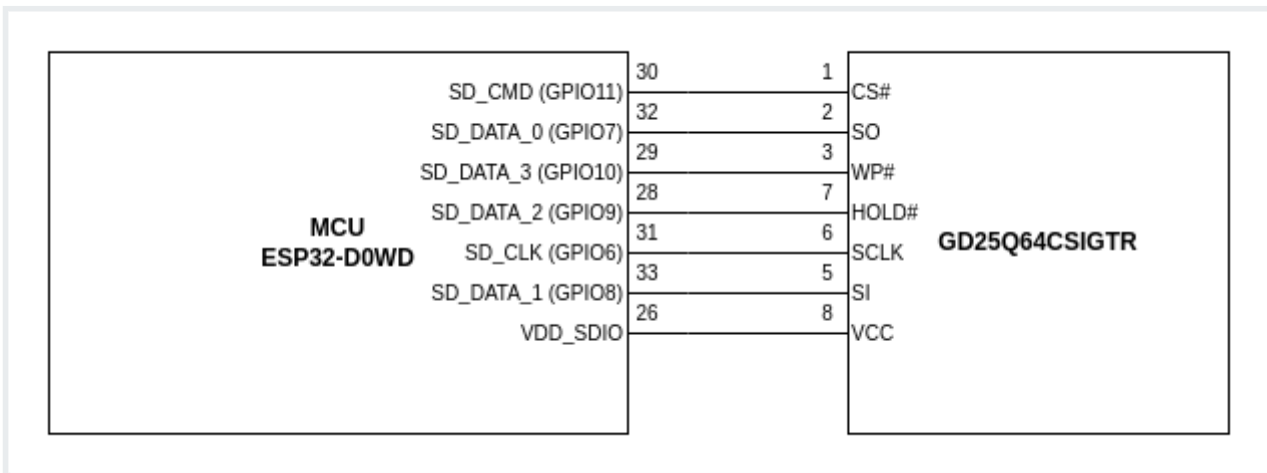 30 1
SD_CMD (GPIO11) CS#
32 2
SD_DATA_0 (GPIO7) SO
29 3
SD_DATA_3 (GPIO10) WP#
28 7
SD_DATA_2 (GPIO9) HOLD#
MCU
ESP32-D0WD
31 6
SD_CLK (GPIO6) SCLK
GD25Q64CSIGTR
33 5
SD_DATA_1 (GPIO8) SI
26 8
VDD_SDIO VCC